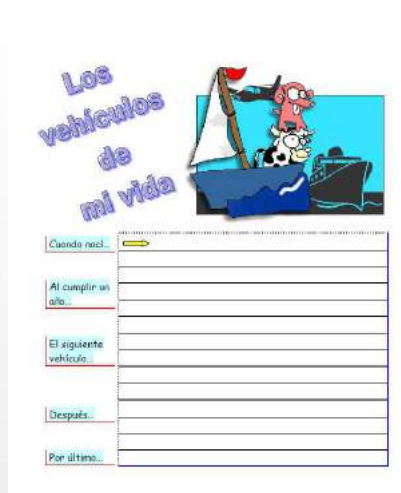 Los
vehículos
de
mi vida
Cuando nací...
Al cumplir un
año...
El siguiente
vehículo...
Después...
Por último...